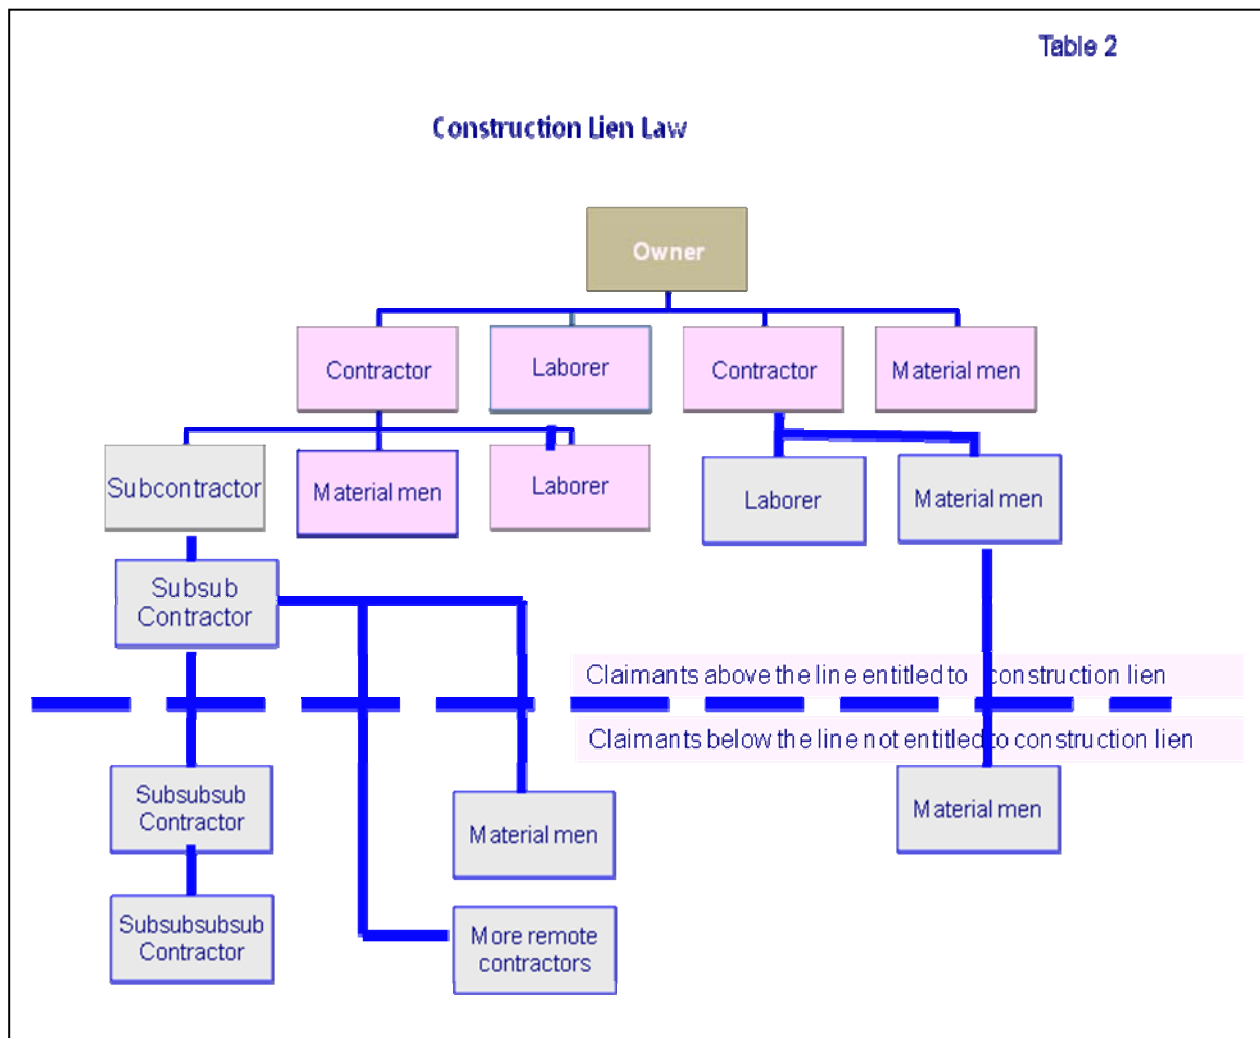 Table 2
Construction Lien Law
Owner
Contractor
Laborer
Contractor
Material men
Subcontractor
Material men
Laborer
Laborer
Material men
Subsub
Contractor
Claimants above the line entitled to construction lien
Claimants below the line not entitled to construction lien
Subsubsub
Contractor
Material men
Material men
Subsubsubsub
Contractor
More remote
contractors